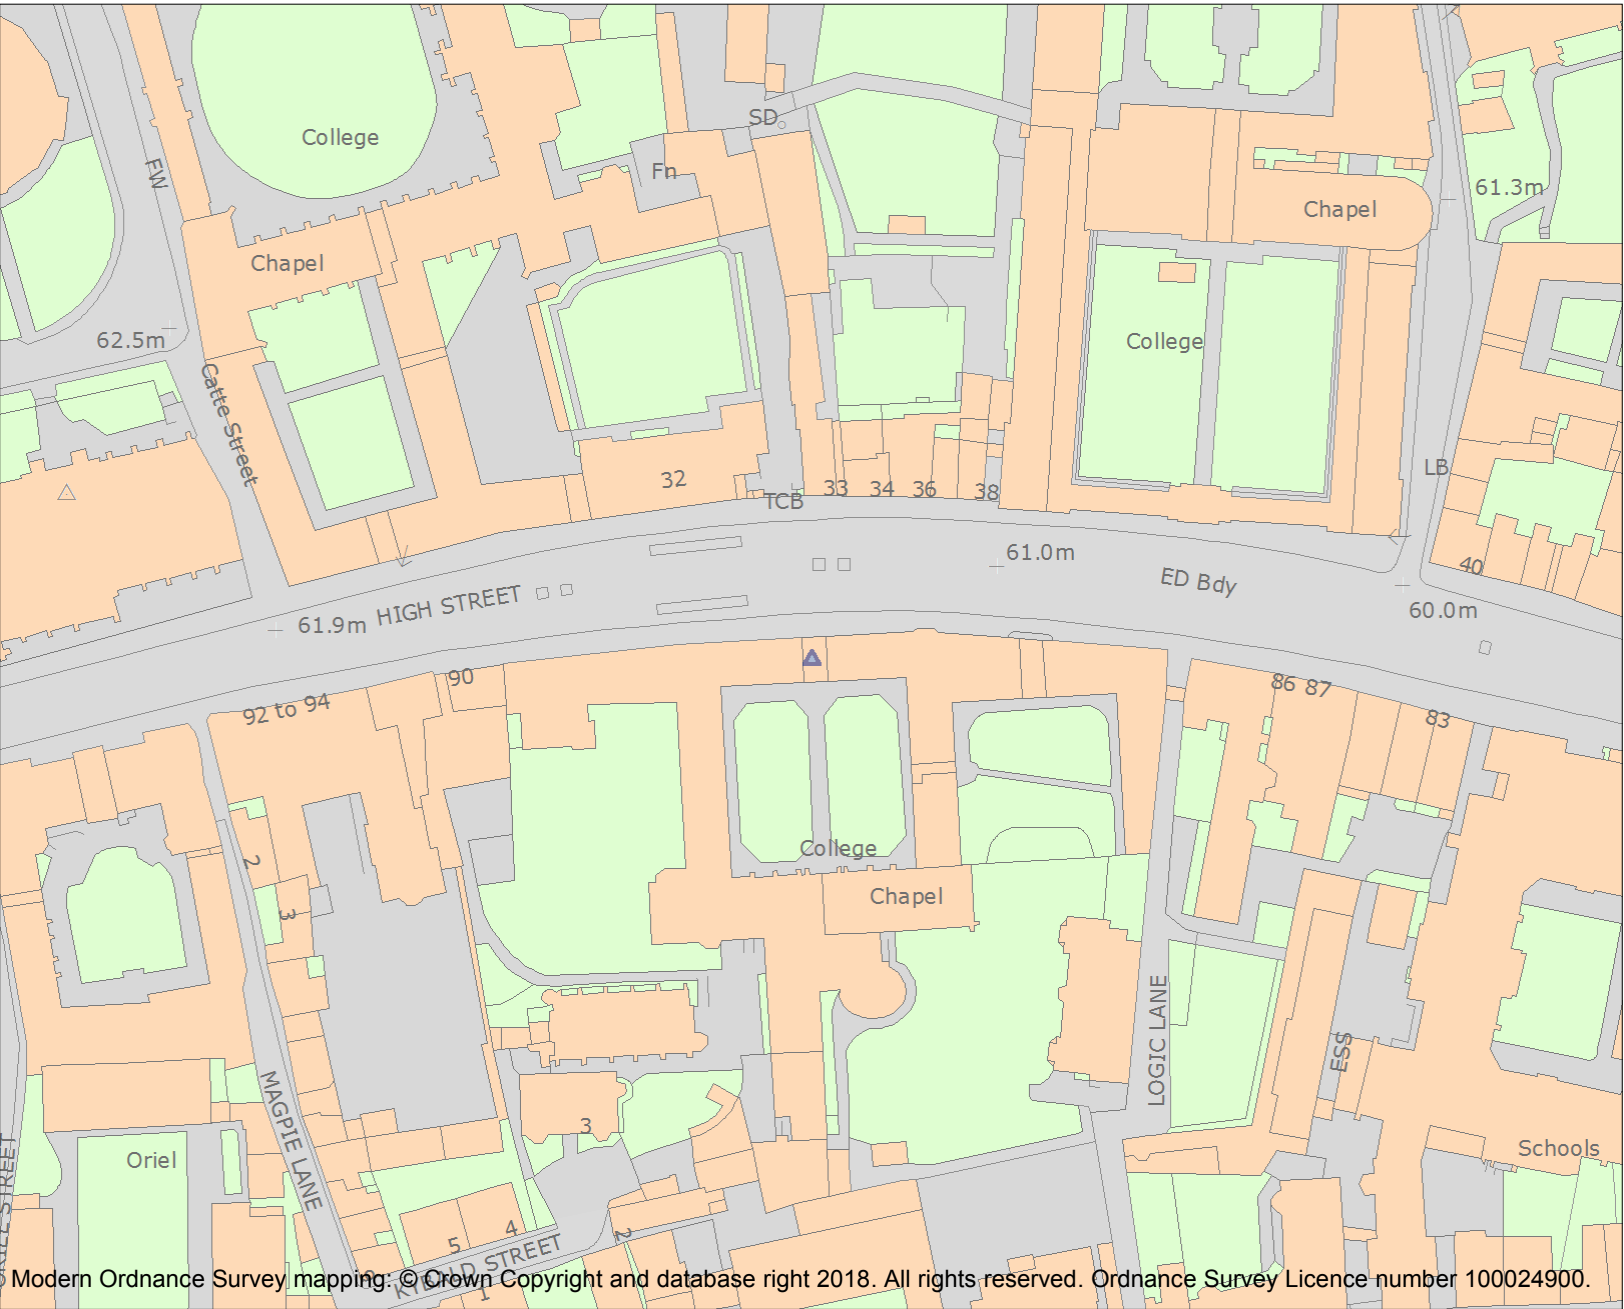 College
SD
FW
Fn
61.3m
Chapel
Chapel
62.5m
College
Catte Street
LB
32
33
34
36
38
TCB
61.0m
ED Bdy
40
HIGH STREET
61.9m
60.0m
90
86 87
92 to 94
83
College
2
Chapel
3
LOGIC LANE
ESS
MAGPIE LANE
3
Oriel
Schools
4
5
2
KYBALD STREET
1
Modern Ordnance Survey mapping: © Crown Copyright and database right 2018. All rights reserved. Ordnance Survey Licence number 100024900.